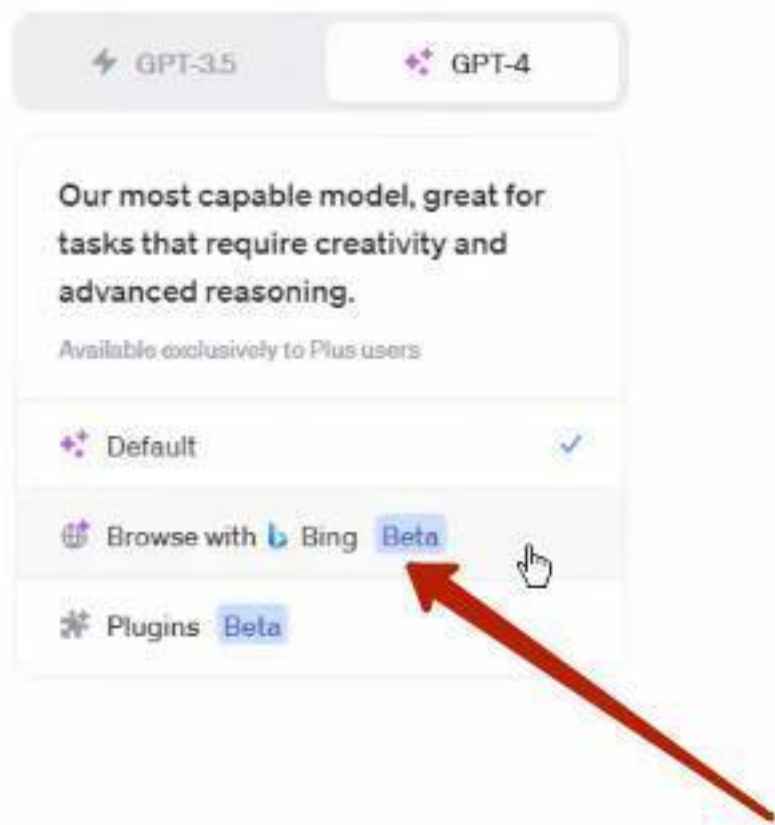 GPT-3.5
GPT-4
Our most capable model, great for
tasks that require creativity and
advanced reasoning.
Available exclusively to Plus users
Default
Browse with Bing Beta
Plugins Beta